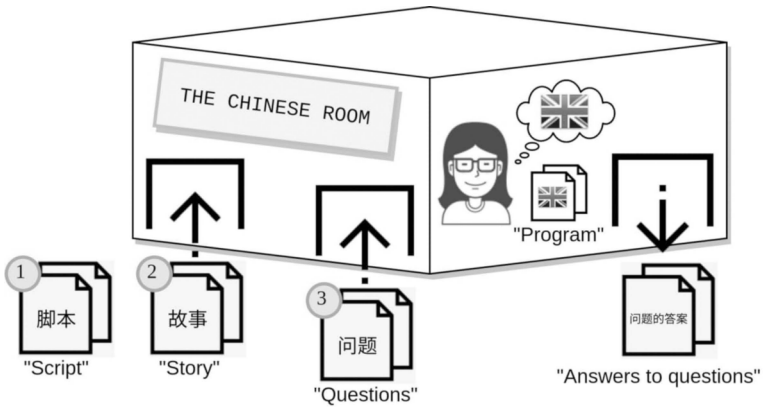 THE CHINESE ROOM
"Program"
1
脚本
"Script"
2
故事
"Story"
3
问题
"Questions"
问题的答案
"Answers to questions"